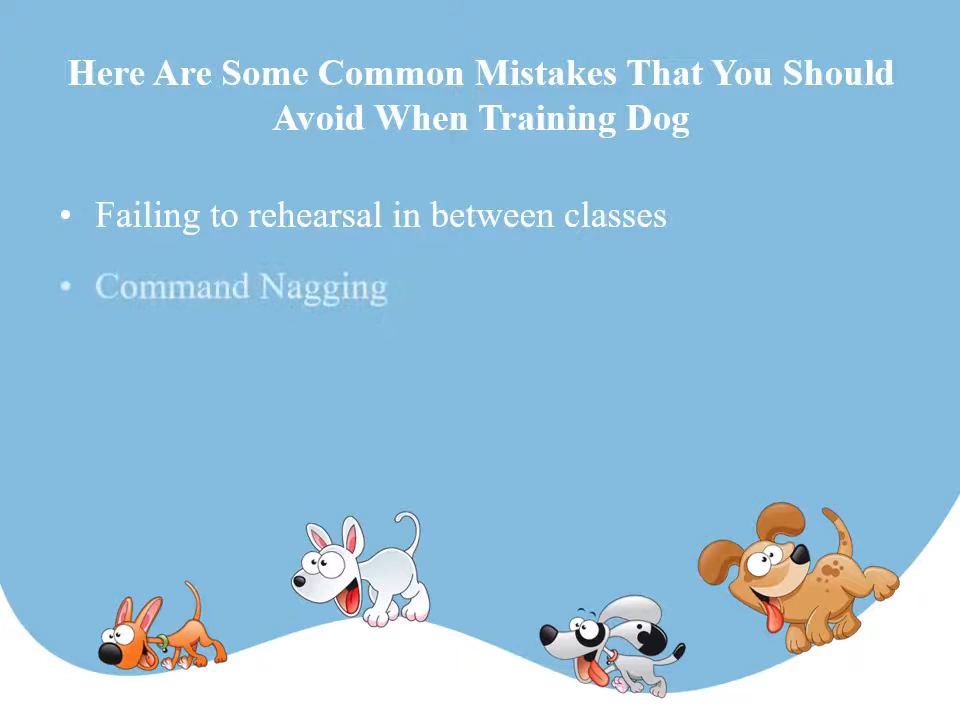 Here Are Some Common Mistakes That You Should
Avoid When Training Dog
• Failing to rehearsal in between classes
• Command Nagging